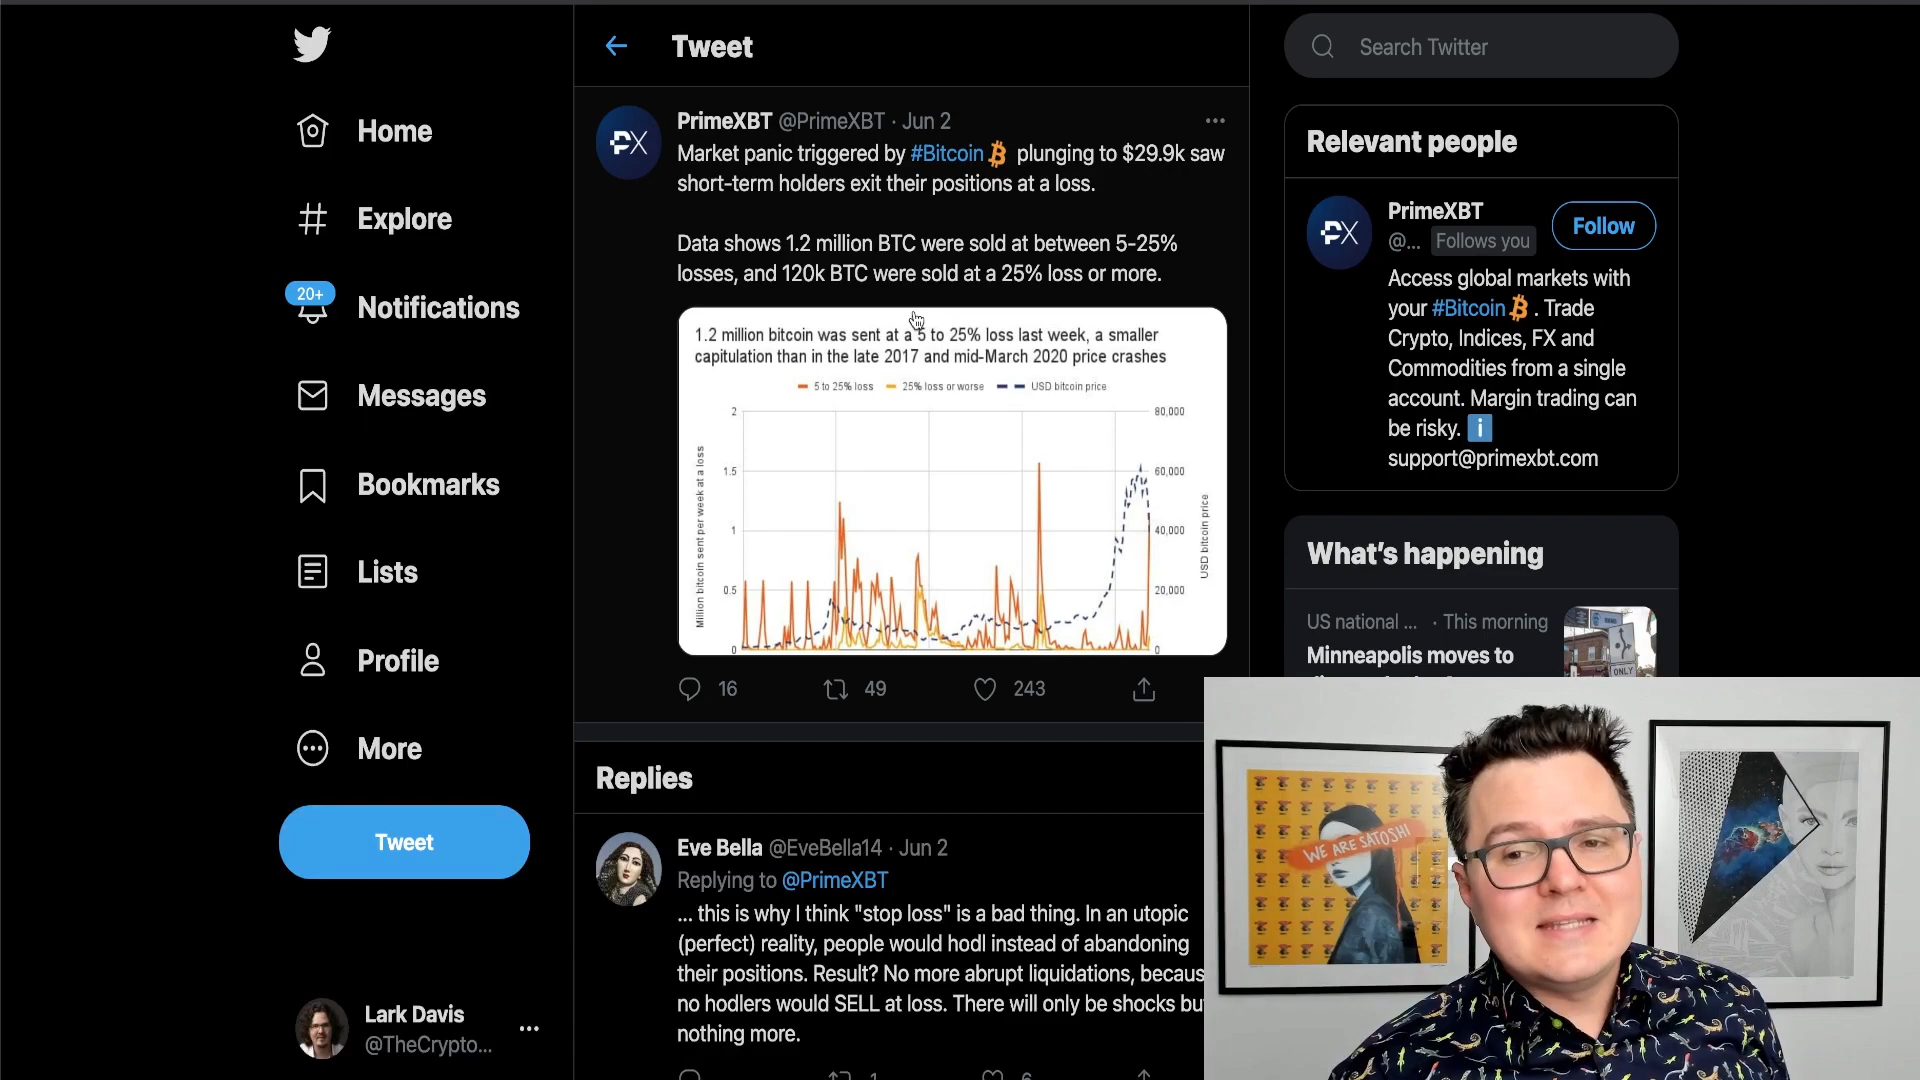 Home
Explore
20+
Notifications
Messages
Bookmarks
Lists
Profile
More
Tweet
Lark Davis
@TheCrypto...
Tweet
PrimeXBT @PrimeXBT · Jun 2
Market panic triggered by #Bitcoin plunging to $29.9k saw
short-term holders exit their positions at a loss.
Data shows 1.2 million BTC were sold at between 5-25%
losses, and 120k BTC were sold at a 25% loss or more.
1.2 million bitcoin was sent at a 5 to 25% loss last week, a smaller
capitulation than in the late 2017 and mid-March 2020 price crashes
5 to 25% loss 25% loss or worse USD bitcoin price
2
1.5
1
0.5
0
Million bitcoin sent per week at a loss
80,000
60,000
40,000
20,000
0
USD bitcoin price
16 49 243
Replies
Eve Bella @EveBella14 · Jun 2
Replying to @PrimeXBT
... this is why I think "stop loss" is a bad thing. In an utopic
(perfect) reality, people would hodl instead of abandoning
their positions. Result? No more abrupt liquidations, becaus
no hodlers would SELL at loss. There will only be shocks bu
nothing more.
1 6
Search Twitter
Relevant people
PrimeXBT
@... Follows you
Follow
Access global markets with
your #Bitcoin . Trade
Crypto, Indices, FX and
Commodities from a single
account. Margin trading can
be risky.
support@primexbt.com
What's happening
US national ... · This morning
Minneapolis moves to
ONLY
WE ARE SATOSHI